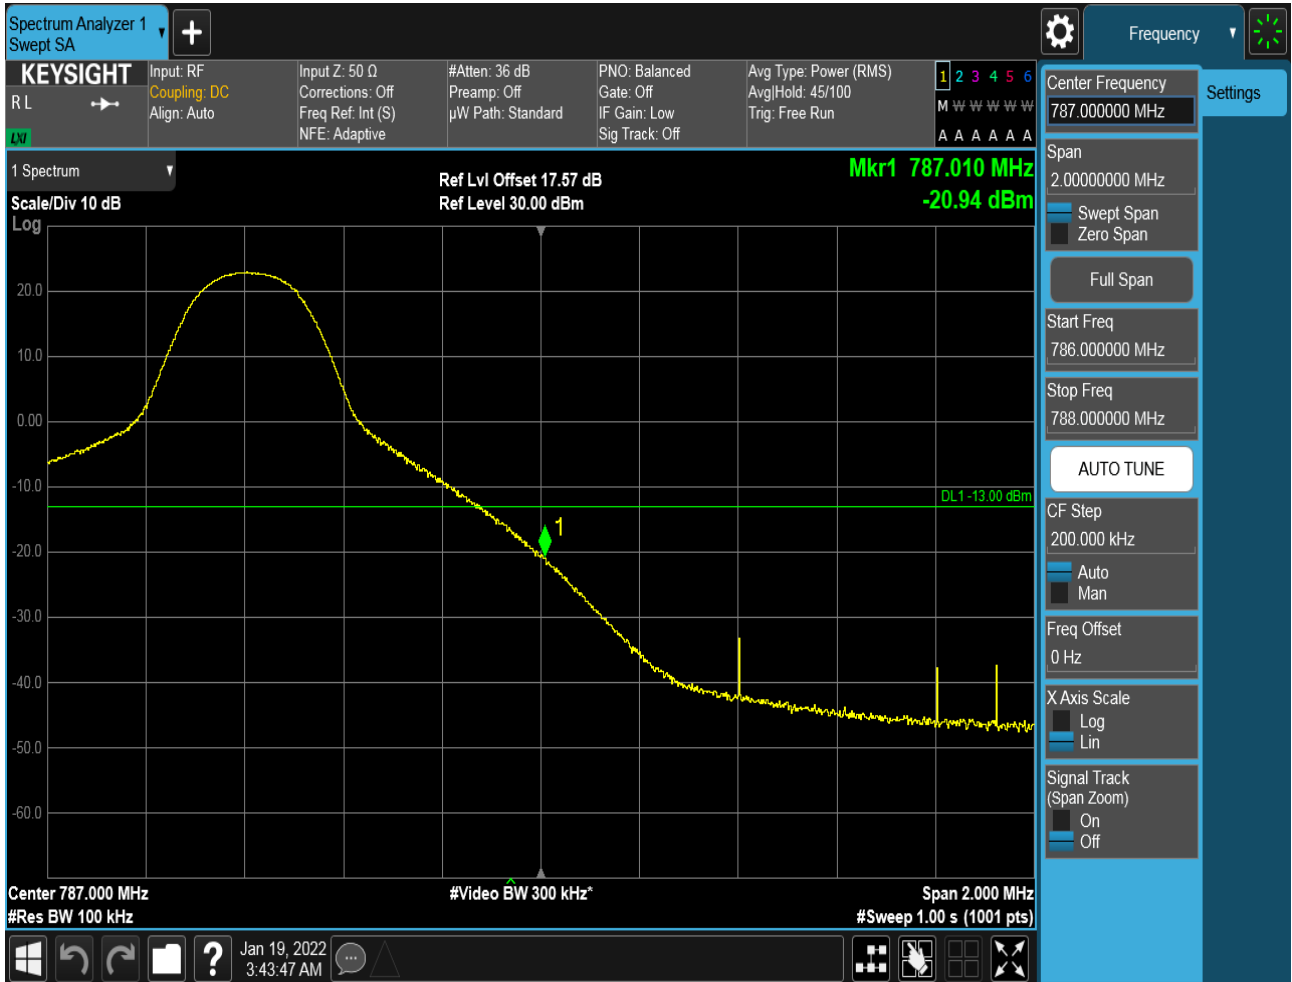 Spectrum Analyzer 1
Swept SA
+
Frequency
KEYSIGHT
R L
LXI
Input: RF
Coupling: DC
Align: Auto
Input Z: 50 Ω
Corrections: Off
Freq Ref: Int (S)
NFE: Adaptive
#Atten: 36 dB
Preamp: Off
µW Path: Standard
PNO: Balanced
Gate: Off
IF Gain: Low
Sig Track: Off
Avg Type: Power (RMS)
Avg|Hold: 45/100
Trig: Free Run
1 2 3 4 5 6
M W W W W W
A A A A A A
1 Spectrum
Scale/Div 10 dB
Log
Ref Lvl Offset 17.57 dB
Ref Level 30.00 dBm
Mkr1 787.010 MHz
-20.94 dBm
20.0
10.0
0.00
-10.0
-20.0
-30.0
-40.0
-50.0
-60.0
DL1 -13.00 dBm
1
Center 787.000 MHz
#Res BW 100 kHz
#Video BW 300 kHz*
Span 2.000 MHz
#Sweep 1.00 s (1001 pts)
?
Jan 19, 2022
3:43:47 AM
Center Frequency
787.000000 MHz
Settings
Span
2.00000000 MHz
Swept Span
Zero Span
Full Span
Start Freq
786.000000 MHz
Stop Freq
788.000000 MHz
AUTO TUNE
CF Step
200.000 kHz
Auto
Man
Freq Offset
0 Hz
X Axis Scale
Log
Lin
Signal Track
(Span Zoom)
On
Off